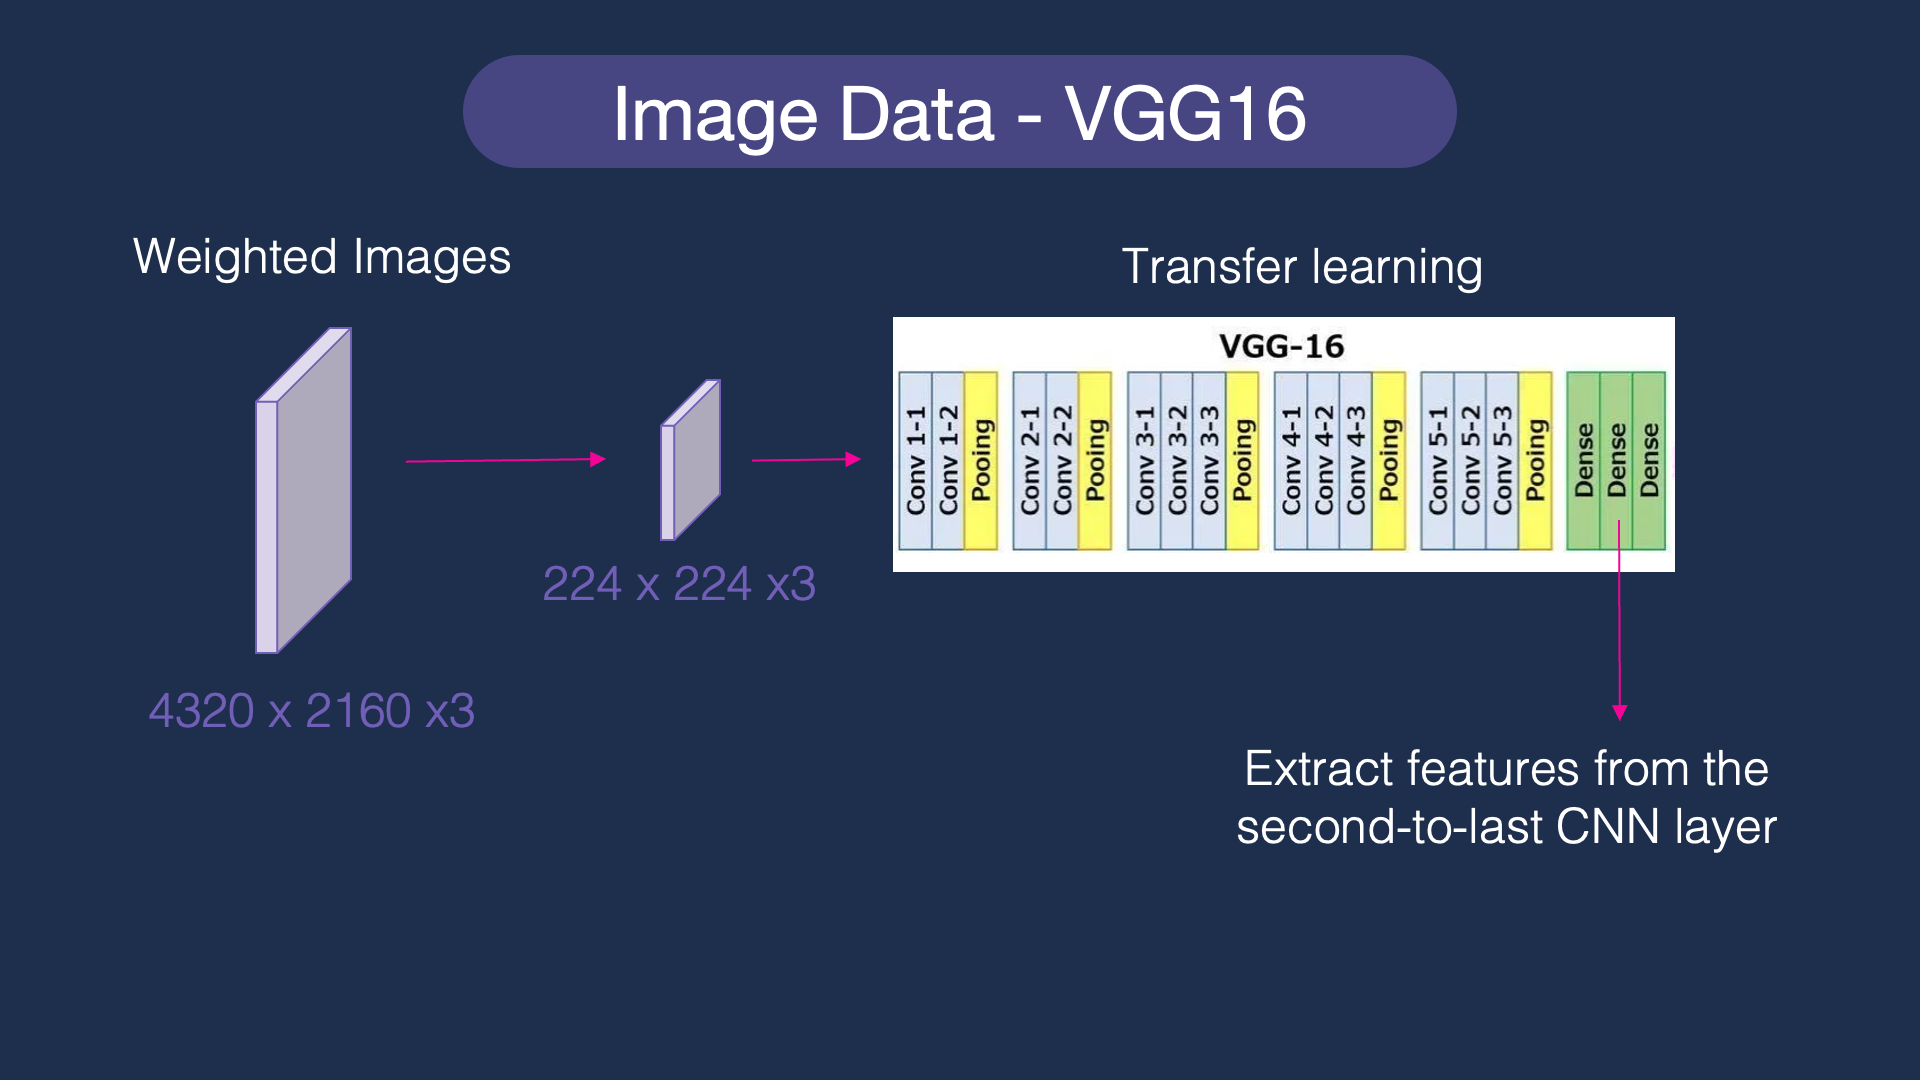 Image Data - VGG16
Weighted Images
Transfer learning
VGG-16
Conv 1-1
Conv 1-2
Pooing
Conv 2-1
Conv 2-2
Pooing
Conv 3-1
Conv 3-2
Conv 3-3
Pooing
Conv 4-1
Conv 4-2
Conv 4-3
Pooing
Conv 5-1
Conv 5-2
Conv 5-3
Pooing
Dense
Dense
Dense
224 x 224 x3
4320 x 2160 x3
Extract features from the
second-to-last CNN layer